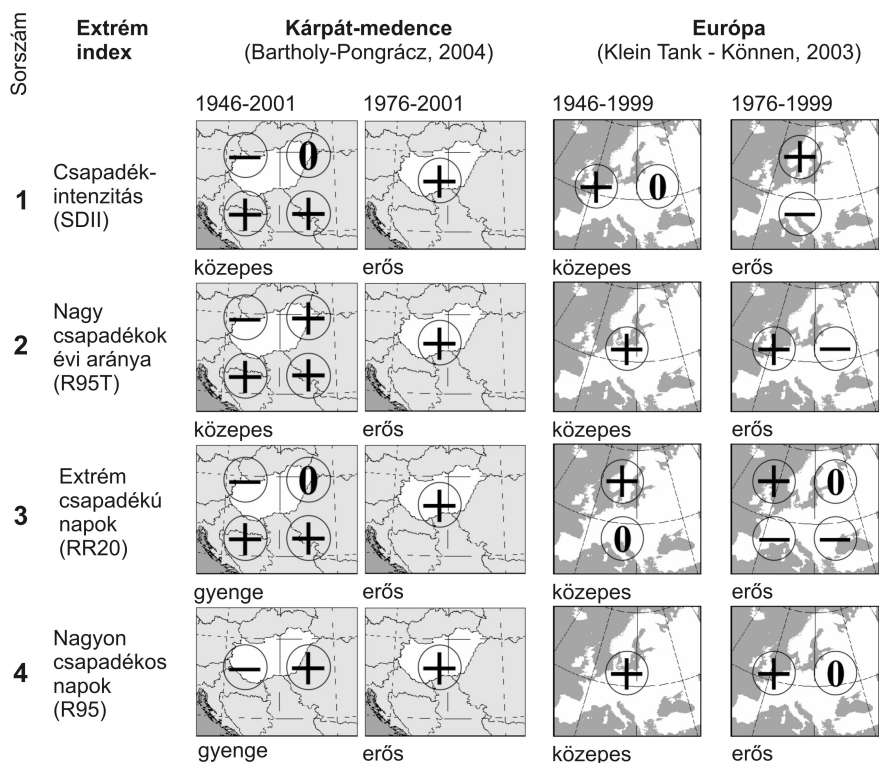 Sorszám
Extrém
index
Kárpát-medence
(Bartholy-Pongrácz, 2004)
Európa
(Klein Tank - Können, 2003)
1946-2001
1976-2001
1946-1999
1976-1999
1
Csapadék-
intenzitás
(SDII)
− 0
+ +
+
+ 0
+
−
közepes
erős
közepes
erős
2
Nagy
csapadékok
évi aránya
(R95T)
− +
+ +
+
+
+ −
közepes
erős
közepes
erős
3
Extrém
csapadékú
napok
(RR20)
− 0
+ +
+
+
0
+ 0
− −
gyenge
erős
közepes
erős
4
Nagyon
csapadékos
napok
(R95)
− +
+
+
+ 0
gyenge
erős
közepes
erős